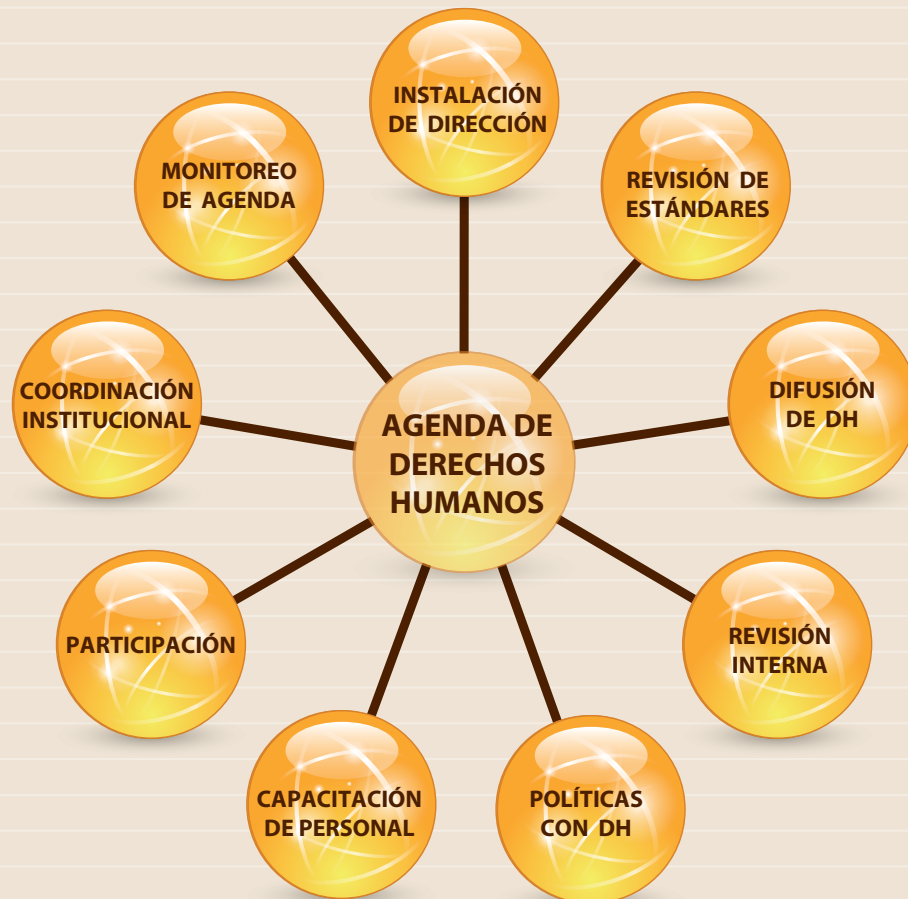 INSTALACIÓN
DE DIRECCIÓN
MONITOREO
DE AGENDA
REVISIÓN DE
ESTÁNDARES
COORDINACIÓN
INSTITUCIONAL
DIFUSIÓN
DE DH
AGENDA DE
DERECHOS
HUMANOS
PARTICIPACIÓN
REVISIÓN
INTERNA
CAPACITACIÓN
DE PERSONAL
POLÍTICAS
CON DH